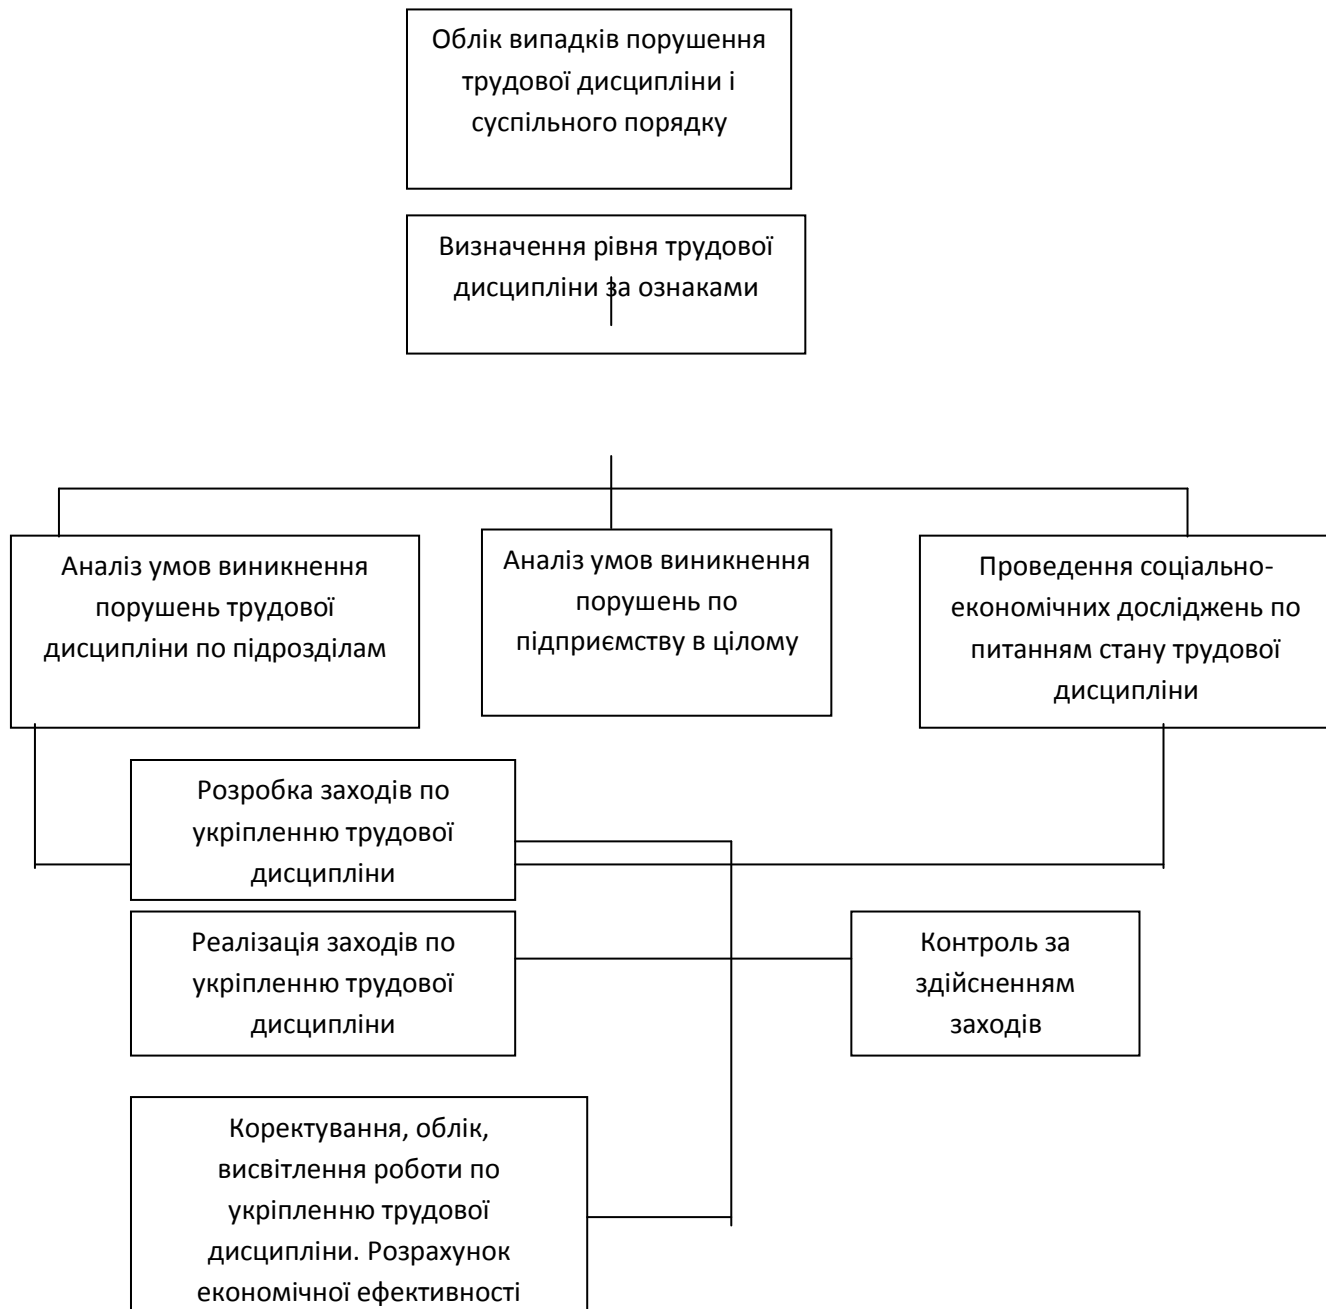 Облік випадків порушення
трудової дисципліни і
суспільного порядку
Визначення рівня трудової
дисципліни за ознаками
Аналіз умов виникнення
порушень трудової
дисципліни по підрозділам
Аналіз умов виникнення
порушень по
підприємству в цілому
Проведення соціально-
економічних досліджень по
питанням стану трудової
дисципліни
Розробка заходів по
укріпленню трудової
дисципліни
Реалізація заходів по
укріпленню трудової
дисципліни
Контроль за
здійсненням
заходів
Коректування, облік,
висвітлення роботи по
укріпленню трудової
дисципліни. Розрахунок
економічної ефективності